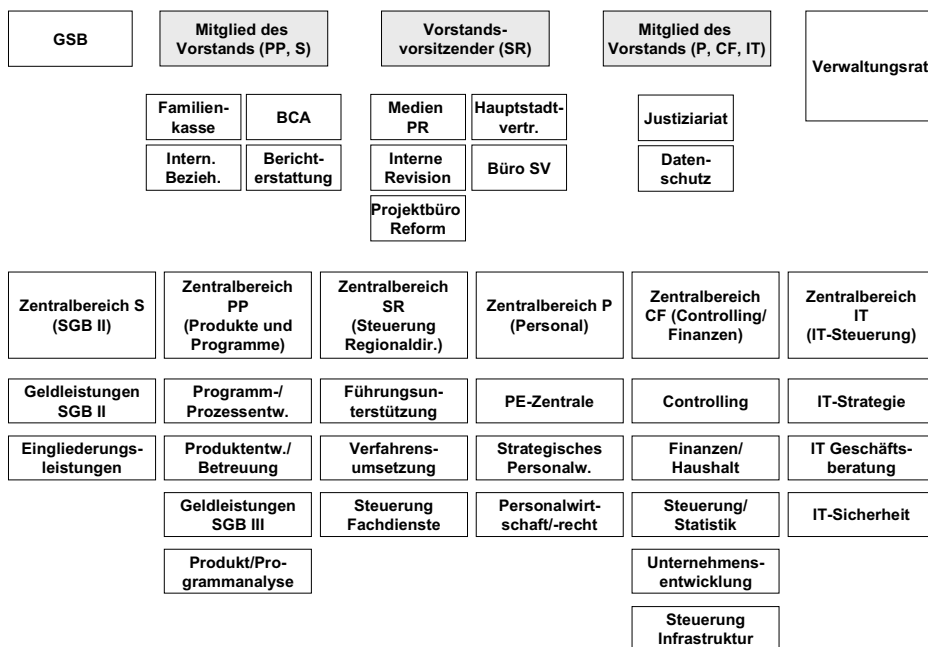 GSB
Mitglied des
Vorstands (PP, S)
Vorstands-
vorsitzender (SR)
Mitglied des
Vorstands (P, CF, IT)
Verwaltungsrat
Familien-
kasse
BCA
Medien
PR
Hauptstadt-
vertr.
Justiziariat
Intern.
Bezieh.
Bericht-
erstattung
Interne
Revision
Büro SV
Daten-
schutz
Projektbüro
Reform
Zentralbereich S
(SGB II)
Zentralbereich
PP
(Produkte und
Programme)
Zentralbereich
SR
(Steuerung
Regionaldir.)
Zentralbereich P
(Personal)
Zentralbereich
CF (Controlling/
Finanzen)
Zentralbereich
IT
(IT-Steuerung)
Geldleistungen
SGB II
Programm-/
Prozessentw.
Führungsun-
terstützung
PE-Zentrale
Controlling
IT-Strategie
Eingliederungs-
leistungen
Produktentw./
Betreuung
Verfahrens-
umsetzung
Strategisches
Personalw.
Finanzen/
Haushalt
IT Geschäfts-
beratung
Geldleistungen
SGB III
Steuerung
Fachdienste
Personalwirt-
schaft/-recht
Steuerung/
Statistik
IT-Sicherheit
Produkt/Pro-
grammanalyse
Unternehmens-
entwicklung
Steuerung
Infrastruktur